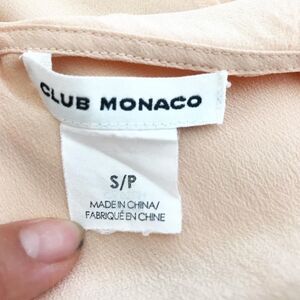 CLUB MONACO
S/P
MADE IN CHINA/
FABRIQUÉ EN CHINE